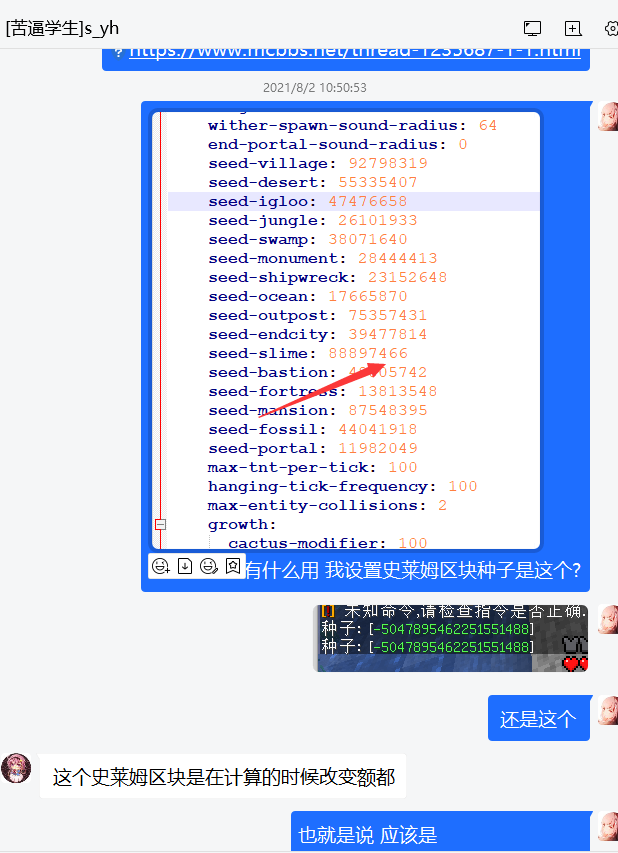 [苦逼学生]s_yh
? https://www.mcbbs.net/thread-1233687-1-1.html
2021/8/2 10:50:53
wither-spawn-sound-radius: 64
end-portal-sound-radius: 0
seed-village: 92798319
seed-desert: 55335407
seed-igloo: 47476658
seed-jungle: 26101933
seed-swamp: 38071640
seed-monument: 28444413
seed-shipwreck: 23152648
seed-ocean: 17665870
seed-outpost: 75357431
seed-endcity: 39477814
seed-slime: 88897466
seed-bastion: 05742
seed-fortress: 13813548
seed-mansion: 87548395
seed-fossil: 44041918
seed-portal: 11982049
max-tnt-per-tick: 100
hanging-tick-frequency: 100
max-entity-collisions: 2
growth:
cactus-modifier: 100
有什么用 我设置史莱姆区块种子是这个?
[!] 未知命令,请检查指令是否正确.
种子: [-5047895462251551488]
种子: [-5047895462251551488]
还是这个
这个史莱姆区块是在计算的时候改变额都
也就是说 应该是